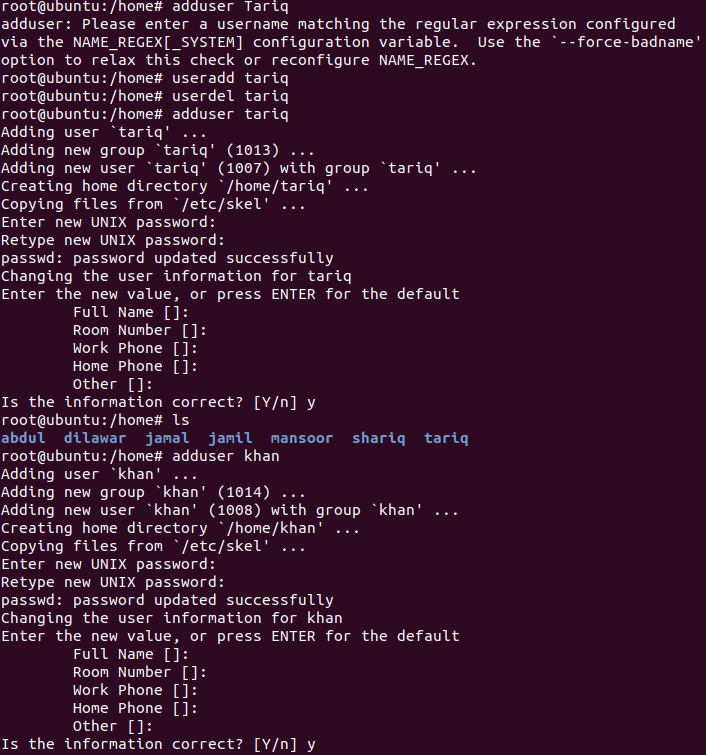 root@ubuntu:/home# adduser Tariq
adduser: Please enter a username matching the regular expression configured
via the NAME_REGEX[_SYSTEM] configuration variable.  Use the `--force-badname'
option to relax this check or reconfigure NAME_REGEX.
root@ubuntu:/home# useradd tariq
root@ubuntu:/home# userdel tariq
root@ubuntu:/home# adduser tariq
Adding user `tariq' ...
Adding new group `tariq' (1013) ...
Adding new user `tariq' (1007) with group `tariq' ...
Creating home directory `/home/tariq' ...
Copying files from `/etc/skel' ...
Enter new UNIX password:
Retype new UNIX password:
passwd: password updated successfully
Changing the user information for tariq
Enter the new value, or press ENTER for the default
        Full Name []:
        Room Number []:
        Work Phone []:
        Home Phone []:
        Other []:
Is the information correct? [Y/n] y
root@ubuntu:/home# ls
abdul  dilawar  jamal  jamil  mansoor  shariq  tariq
root@ubuntu:/home# adduser khan
Adding user `khan' ...
Adding new group `khan' (1014) ...
Adding new user `khan' (1008) with group `khan' ...
Creating home directory `/home/khan' ...
Copying files from `/etc/skel' ...
Enter new UNIX password:
Retype new UNIX password:
passwd: password updated successfully
Changing the user information for khan
Enter the new value, or press ENTER for the default
        Full Name []:
        Room Number []:
        Work Phone []:
        Home Phone []:
        Other []:
Is the information correct? [Y/n] y